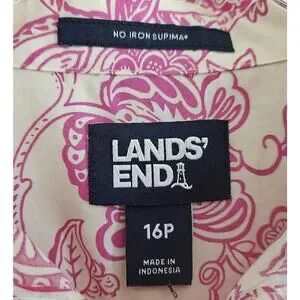 NO IRON SUPIMA®
LANDS'
END
16P
MADE IN
INDONESIA